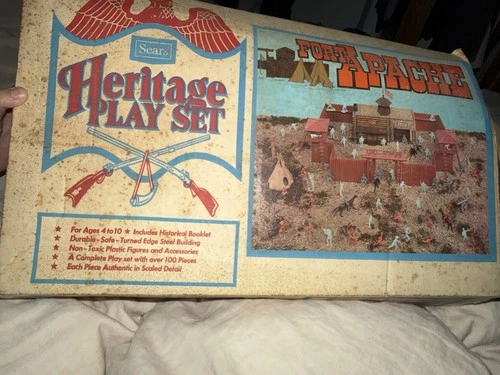 Sears
Heritage
PLAY SET
★ For Ages 4 to 10 ★ Includes Historical Booklet
★ Durable - Safe - Turned Edge Steel Building
★ Non-Toxic Plastic Figures and Accessories
★ A Complete Play set with over 100 Pieces
★ Each Piece Authentic in Scaled Detail
FORT
APACHE